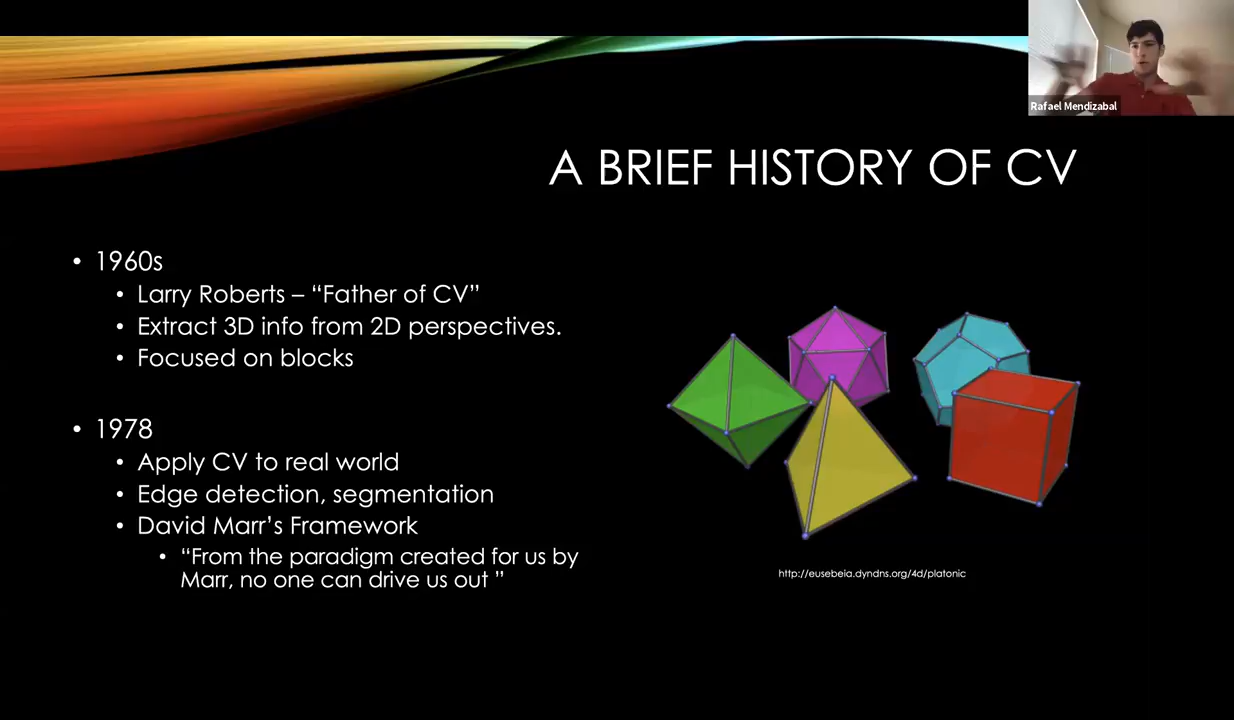 Rafael Mendizabal
A BRIEF HISTORY OF CV
• 1960s
• Larry Roberts – “Father of CV”
• Extract 3D info from 2D perspectives.
• Focused on blocks
• 1978
• Apply CV to real world
• Edge detection, segmentation
• David Marr’s Framework
• “From the paradigm created for us by
Marr, no one can drive us out ”
http://eusebeia.dyndns.org/4d/platonic